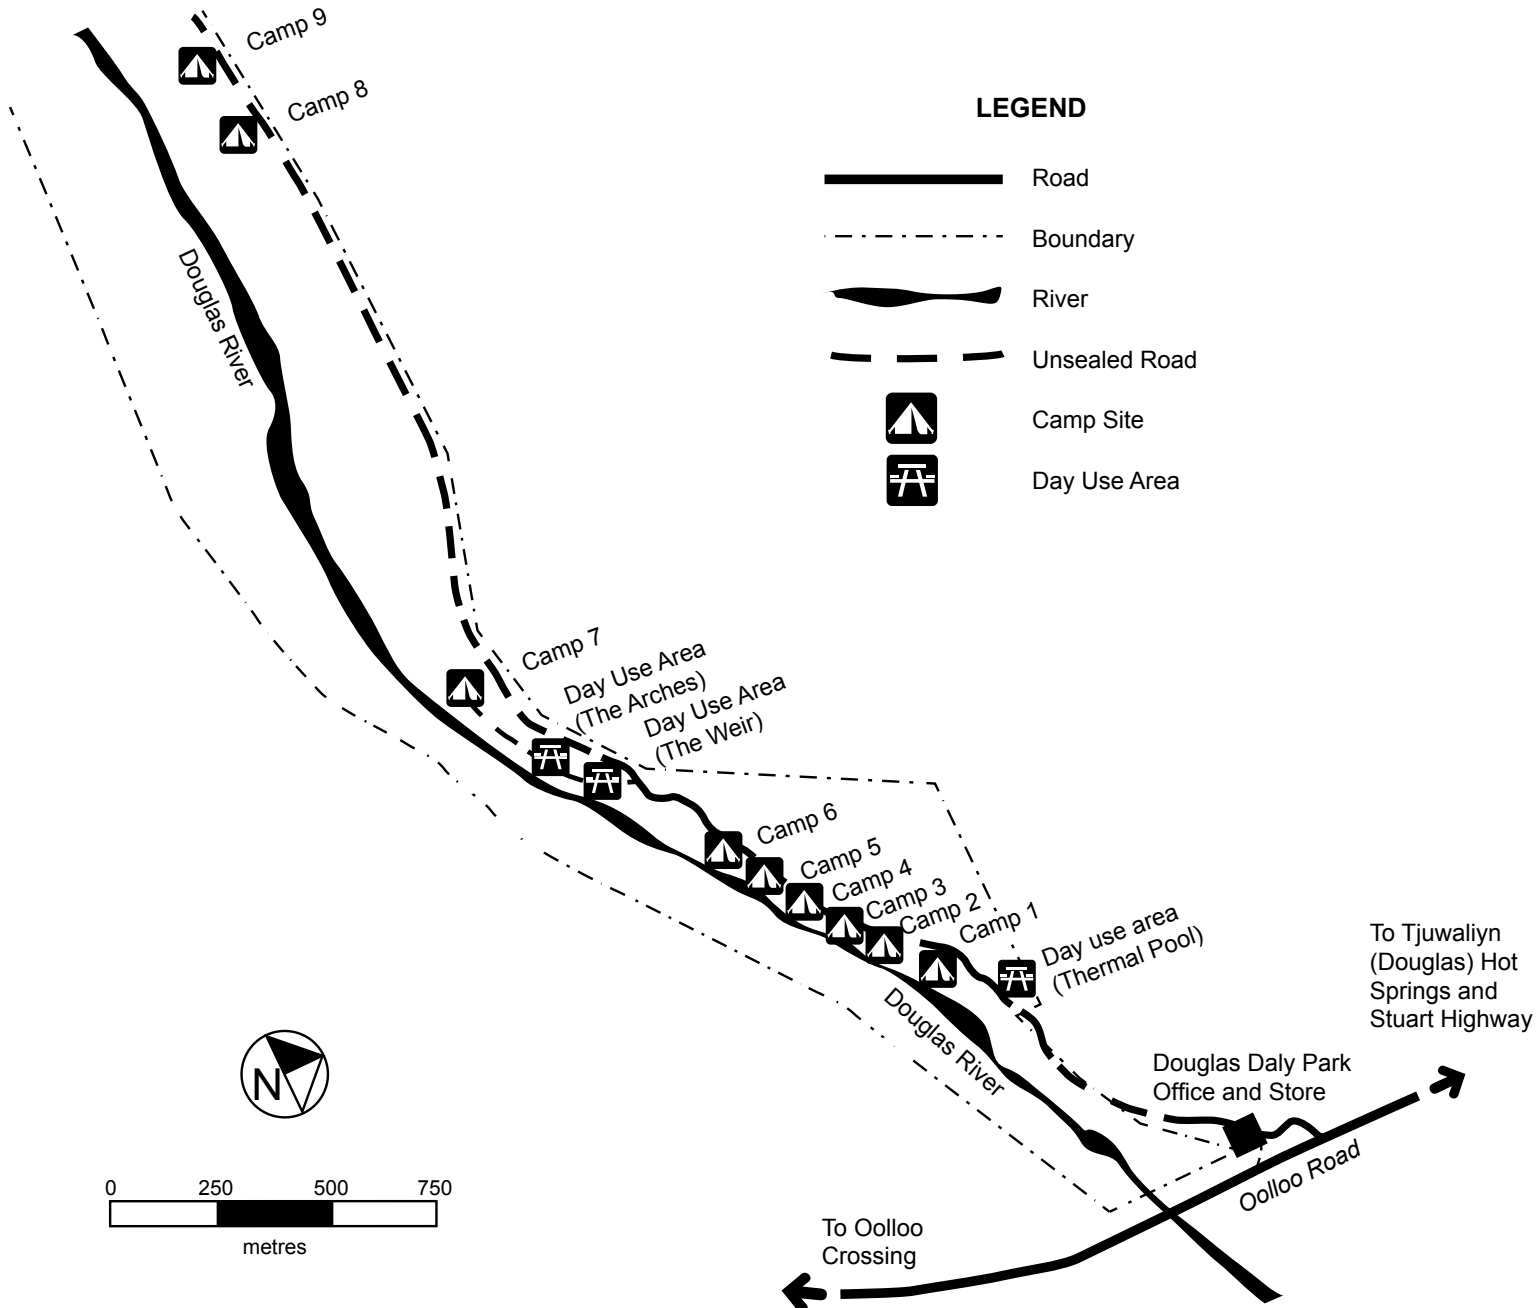 Camp 9
Camp 8
Douglas River
LEGEND
Road
Boundary
River
Unsealed Road
Camp Site
Day Use Area
Camp 7
Day Use Area
(The Arches)
Day Use Area
(The Weir)
Camp 6
Camp 5
Camp 4
Camp 3
Camp 2
Camp 1
Day use area
(Thermal Pool)
Douglas River
To Tjuwaliyn
(Douglas) Hot
Springs and
Stuart Highway
Douglas Daly Park
Office and Store
Oolloo Road
To Oolloo
Crossing
N
0 250 500 750
metres